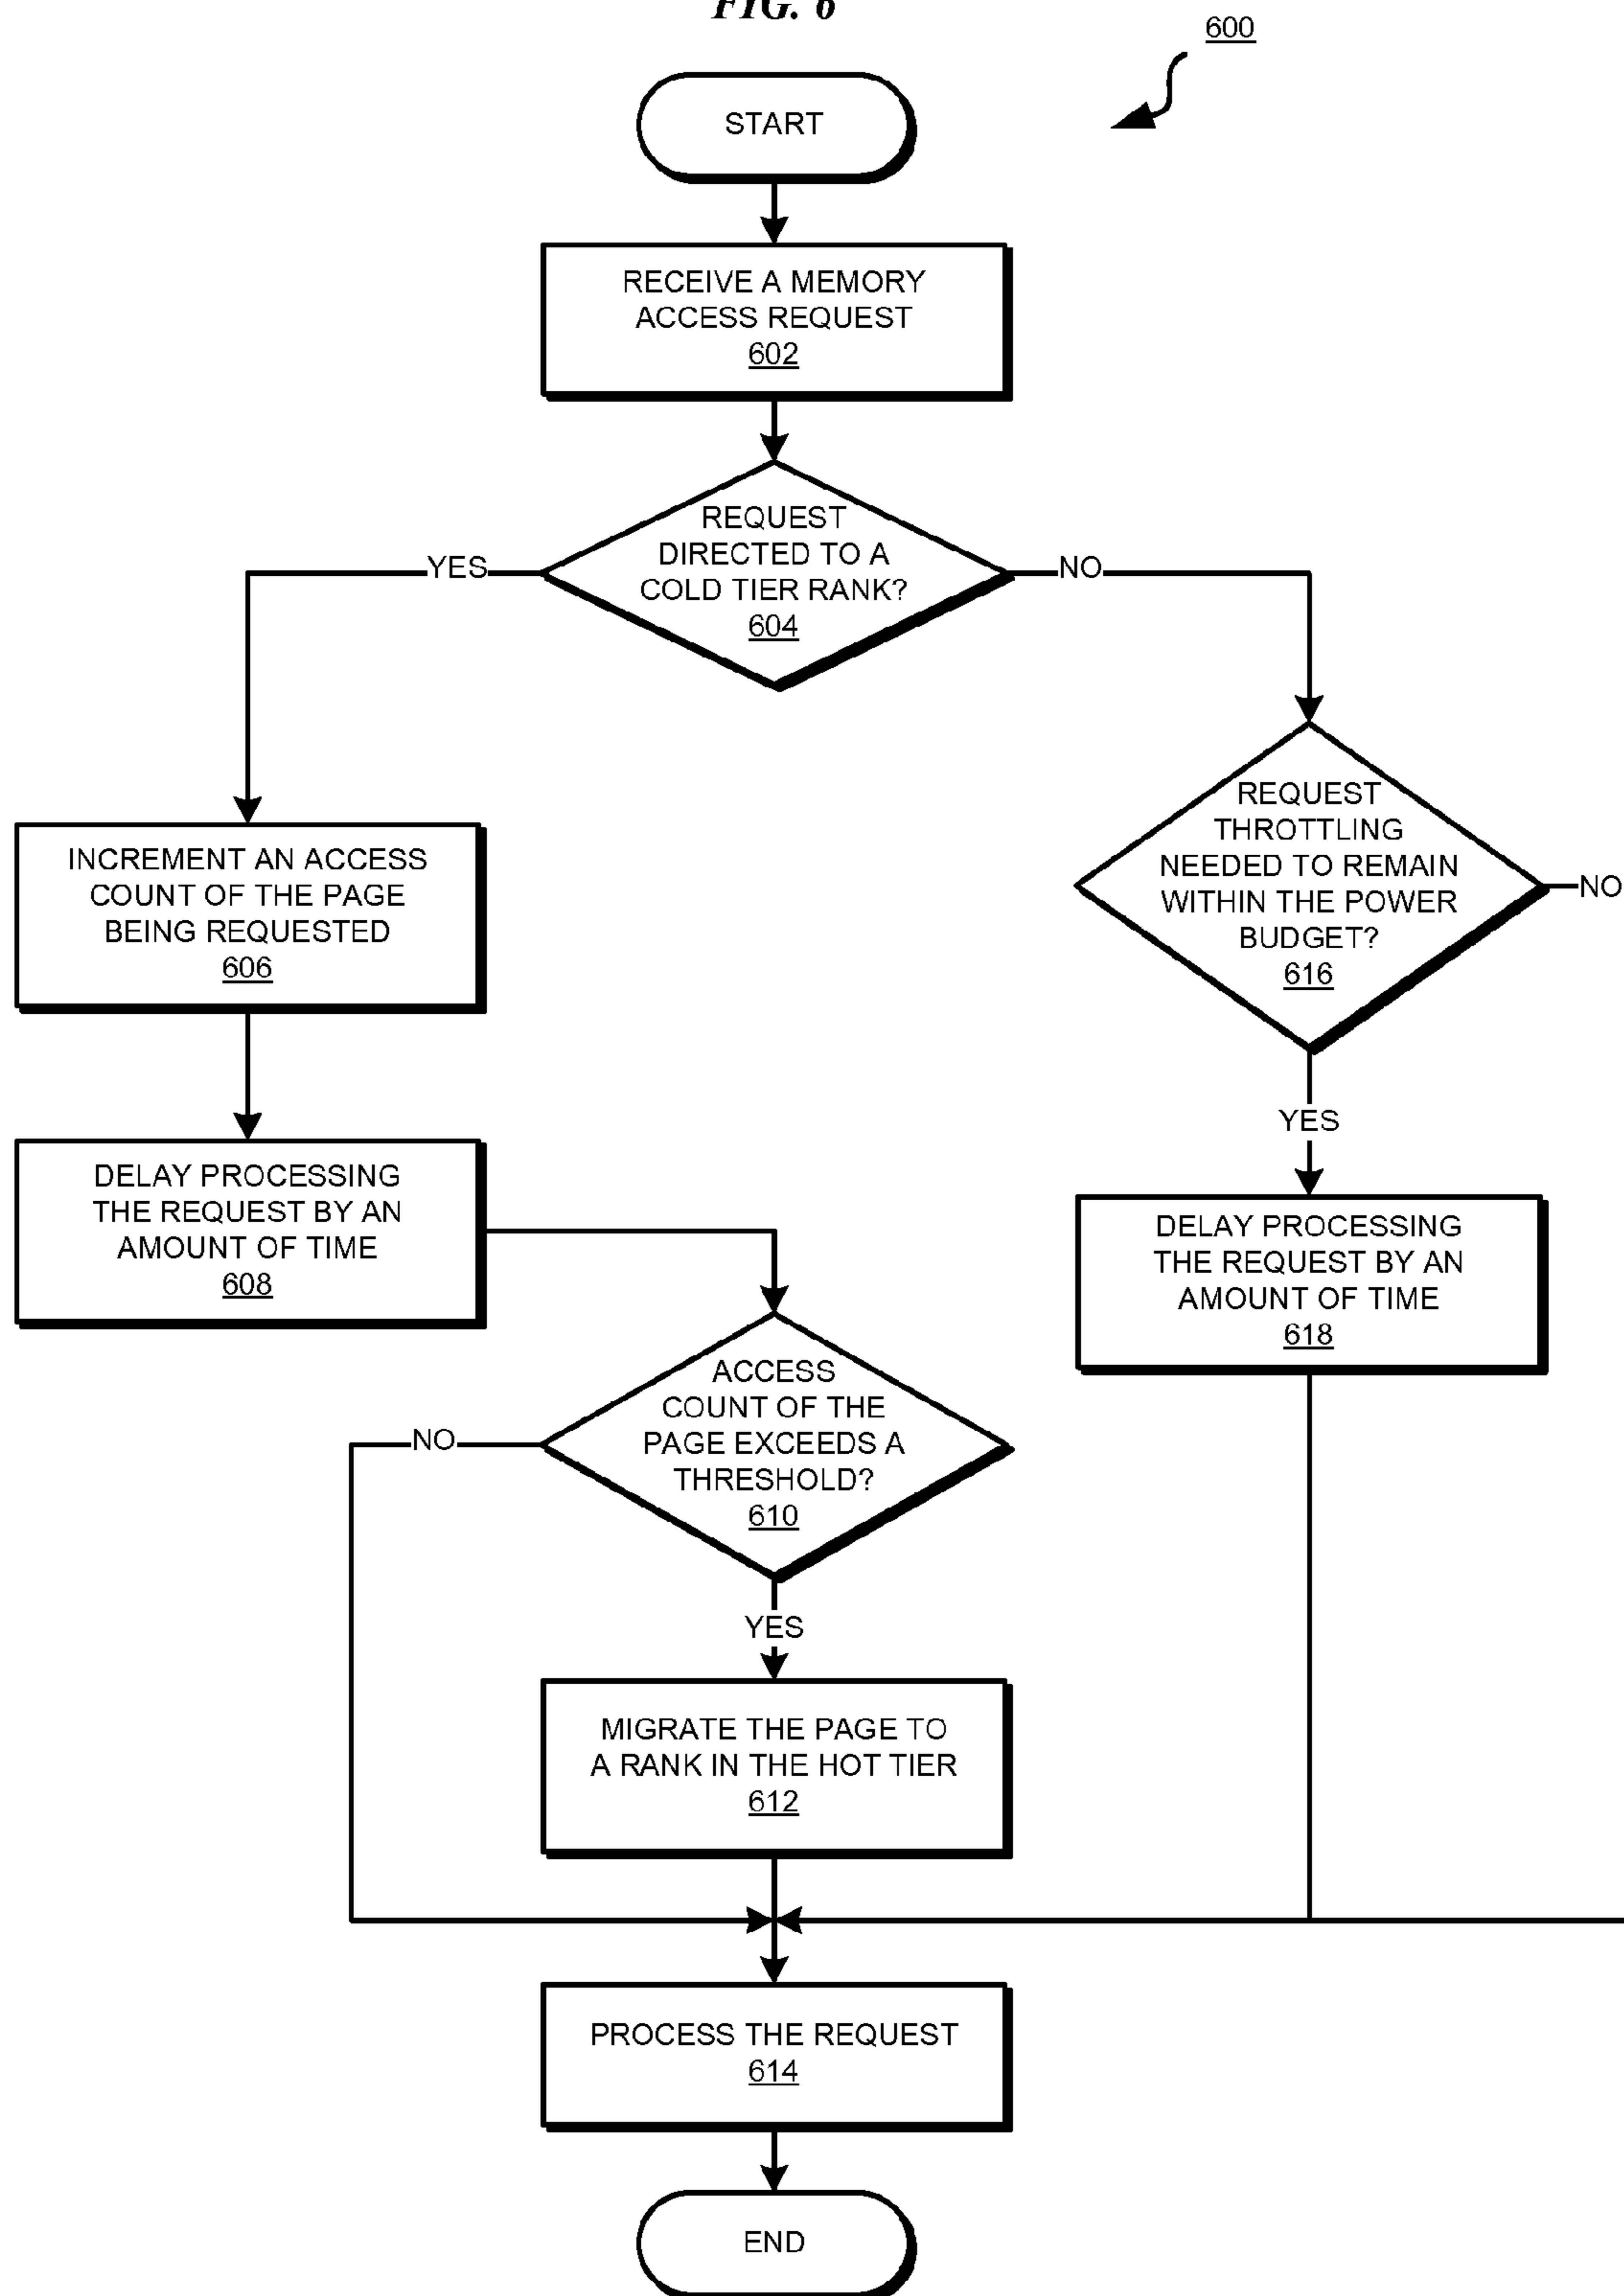 FIG. 6
600
START
RECEIVE A MEMORY
ACCESS REQUEST
602
REQUEST
DIRECTED TO A
COLD TIER RANK?
604
YES
NO
INCREMENT AN ACCESS
COUNT OF THE PAGE
BEING REQUESTED
606
REQUEST
THROTTLING
NEEDED TO REMAIN
WITHIN THE POWER
BUDGET?
616
NO
YES
DELAY PROCESSING
THE REQUEST BY AN
AMOUNT OF TIME
608
DELAY PROCESSING
THE REQUEST BY AN
AMOUNT OF TIME
618
ACCESS
COUNT OF THE
PAGE EXCEEDS A
THRESHOLD?
610
NO
YES
MIGRATE THE PAGE TO
A RANK IN THE HOT TIER
612
PROCESS THE REQUEST
614
END